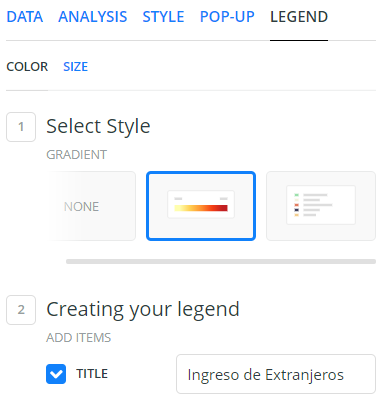 DATA ANALYSIS STYLE POP-UP LEGEND
COLOR SIZE
1 Select Style
GRADIENT
NONE
2 Creating your legend
ADD ITEMS
TITLE Ingreso de Extranjeros